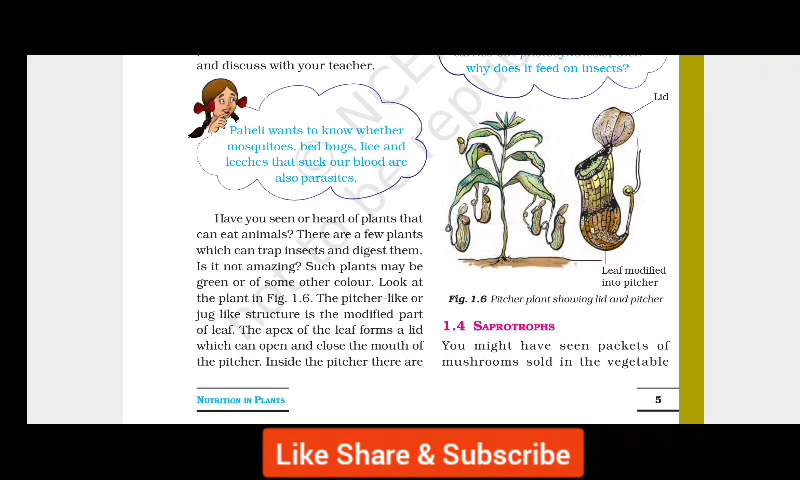 and discuss with your teacher.
Paheli wants to know whether
mosquitoes, bed bugs, lice and
leeches that suck our blood are
also parasites.
Have you seen or heard of plants that
can eat animals? There are a few plants
which can trap insects and digest them.
Is it not amazing? Such plants may be
green or of some other colour. Look at
the plant in Fig. 1.6. The pitcher-like or
jug-like structure is the modified part
of leaf. The apex of the leaf forms a lid
which can open and close the mouth of
the pitcher. Inside the pitcher there are
why does it feed on insects?
Lid
Leaf modified
into pitcher
Fig. 1.6 Pitcher plant showing lid and pitcher
1.4 SAPROTROPHS
You might have seen packets of
mushrooms sold in the vegetable
NUTRITION IN PLANTS
5
not to be republ
© NCE
Like Share & Subscribe